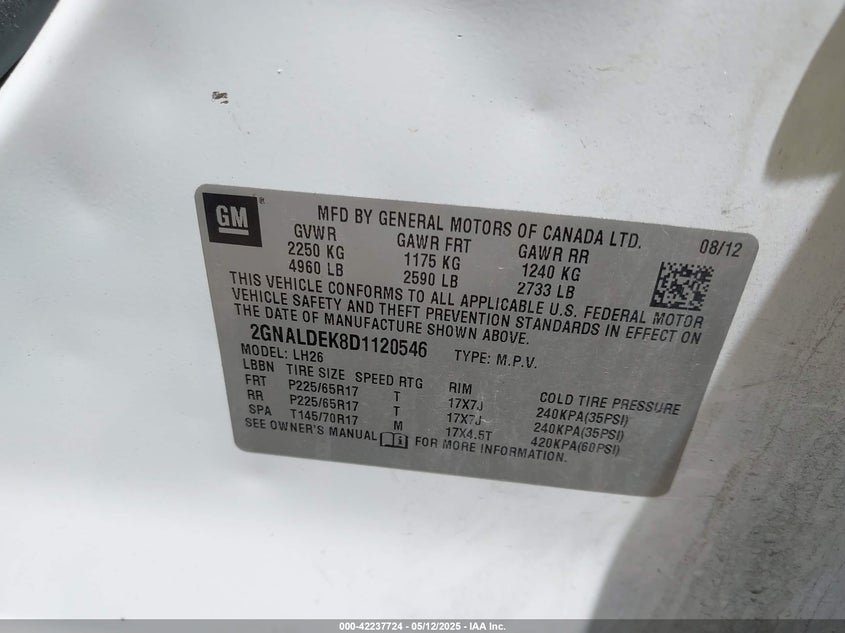 GM ®
MFD BY GENERAL MOTORS OF CANADA LTD. 08/12
GVWR GAWR FRT GAWR RR
2250 KG 1175 KG 1240 KG
4960 LB 2590 LB 2733 LB
THIS VEHICLE CONFORMS TO ALL APPLICABLE U.S. FEDERAL MOTOR
VEHICLE SAFETY AND THEFT PREVENTION STANDARDS IN EFFECT ON
THE DATE OF MANUFACTURE SHOWN ABOVE.
2GNALDEK8D1120546 TYPE: M.P.V.
MODEL: LH26
LBBN TIRE SIZE SPEED RTG RIM COLD TIRE PRESSURE
FRT P225/65R17 T 17X7J 240KPA(35PSI)
RR P225/65R17 T 17X7J 240KPA(35PSI)
SPA T145/70R17 M 17X4.5T 420KPA(60PSI)
SEE OWNER'S MANUAL FOR MORE INFORMATION.
000-42237724 — 05/12/2025 — IAA Inc.